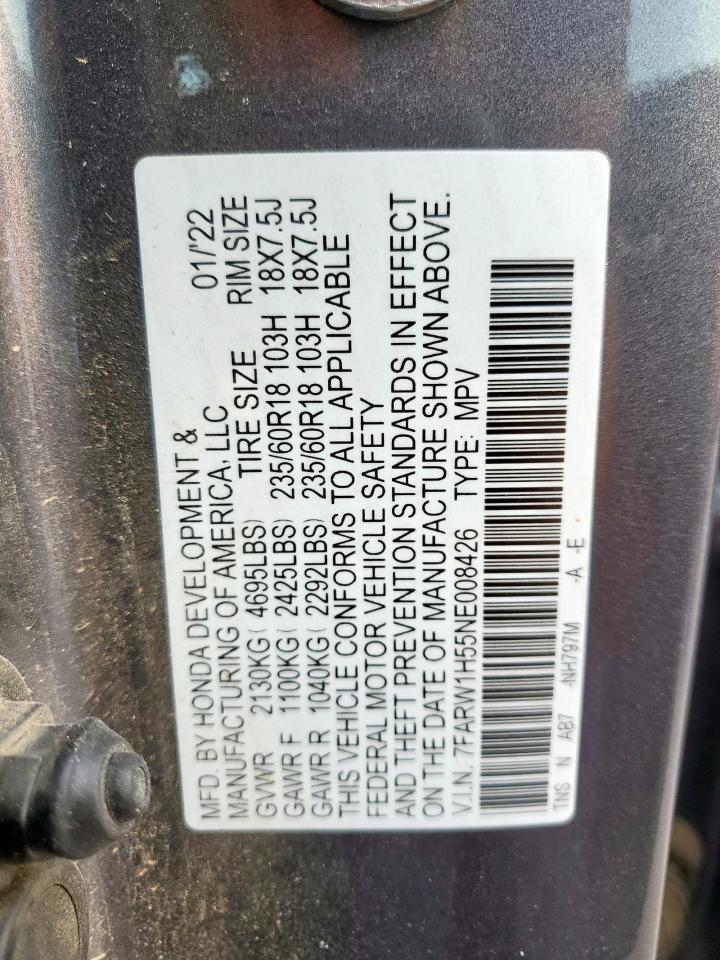 MFD. BY HONDA DEVELOPMENT &
MANUFACTURING OF AMERICA, LLC 01/'22
GVWR 2130KG( 4695LBS) TIRE SIZE RIM SIZE
GAWR F 1100KG( 2425LBS) 235/60R18 103H 18X7.5J
GAWR R 1040KG( 2292LBS) 235/60R18 103H 18X7.5J
THIS VEHICLE CONFORMS TO ALL APPLICABLE
FEDERAL MOTOR VEHICLE SAFETY
AND THEFT PREVENTION STANDARDS IN EFFECT
ON THE DATE OF MANUFACTURE SHOWN ABOVE.
V.I.N: 7FARW1H55NE008426 TYPE: MPV
TNS N AB7 -NH797M -A -E